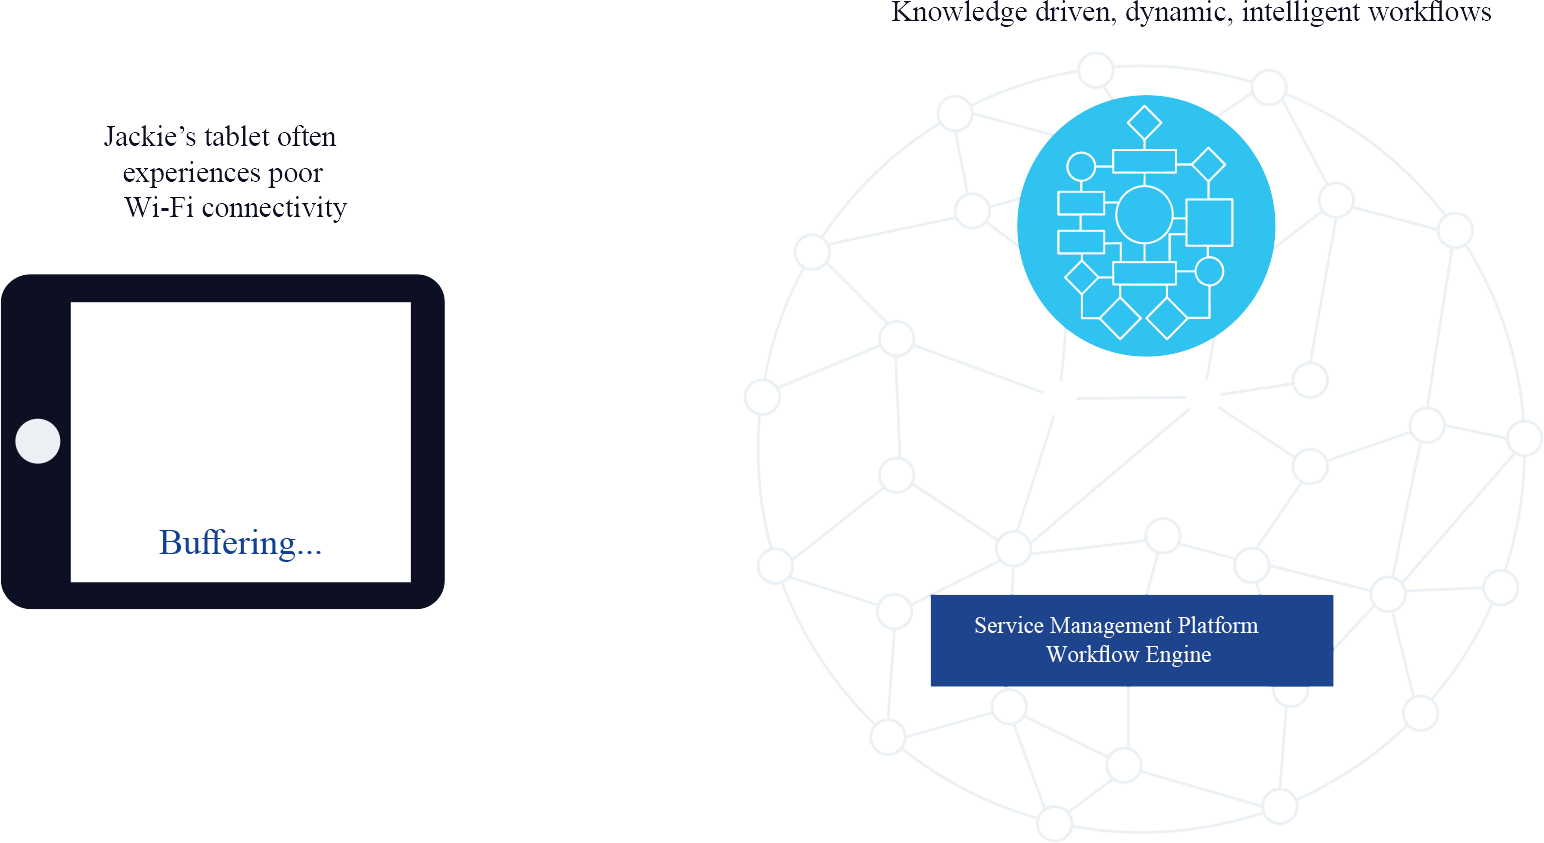 Knowledge driven, dynamic, intelligent workflows
Jackie’s tablet often
experiences poor
Wi-Fi connectivity
Buffering...
Service Management Platform
Workflow Engine